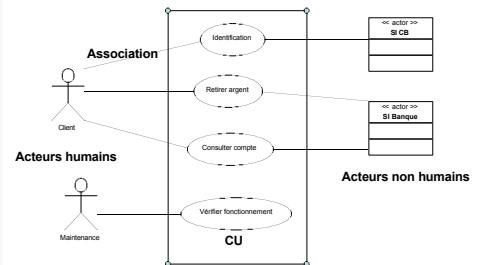 << actor >>
SI CB
Identification
Association
Retirer argent
<< actor >>
SI Banque
Client
Consulter compte
Acteurs humains
Acteurs non humains
Vérifier fonctionnement
Maintenance
CU